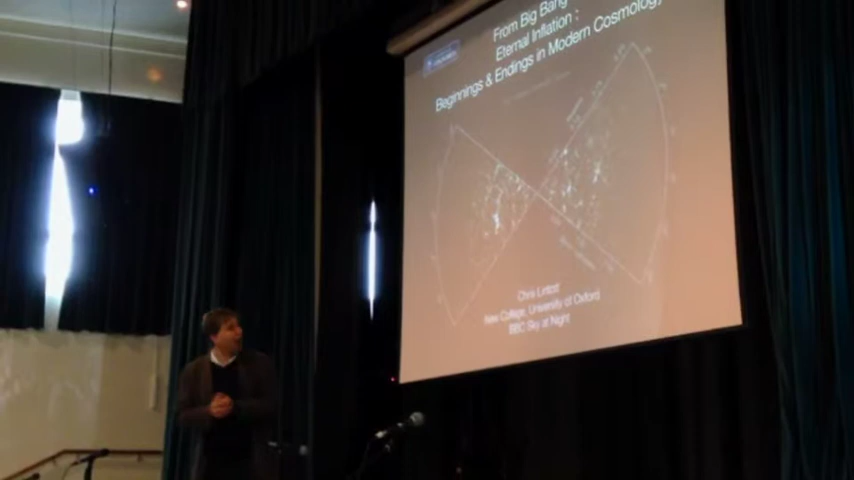 From Big Bang
Eternal Inflation ;
Beginnings & Endings in Modern Cosmology
Chris Lintott
New College, University of Oxford
BBC Sky at Night